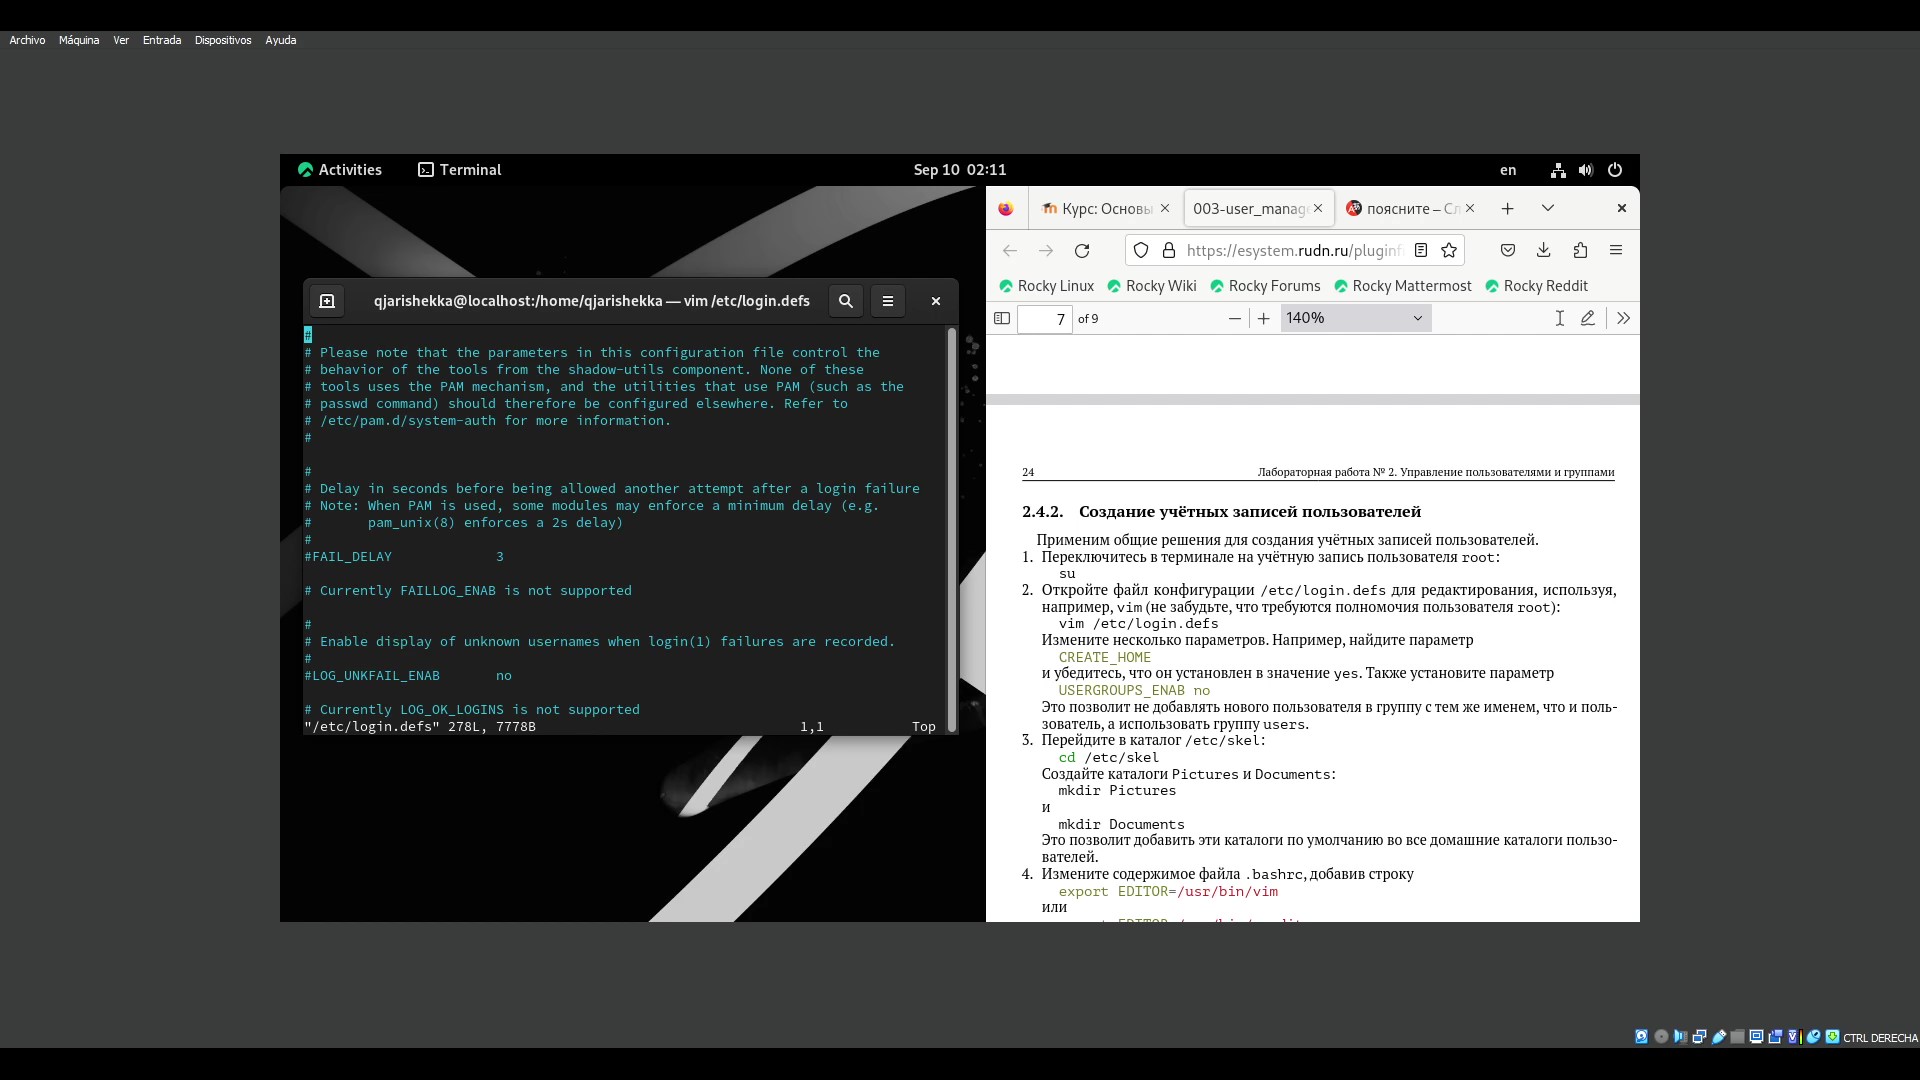 Archivo Máquina Ver Entrada Dispositivos Ayuda
Activities Terminal Sep 10 02:11 en
qjarishekka@localhost:/home/qjarishekka — vim /etc/login.defs
#
# Please note that the parameters in this configuration file control the
# behavior of the tools from the shadow-utils component. None of these
# tools uses the PAM mechanism, and the utilities that use PAM (such as the
# passwd command) should therefore be configured elsewhere. Refer to
# /etc/pam.d/system-auth for more information.
#
#
# Delay in seconds before being allowed another attempt after a login failure
# Note: When PAM is used, some modules may enforce a minimum delay (e.g.
#       pam_unix(8) enforces a 2s delay)
#
#FAIL_DELAY             3
# Currently FAILLOG_ENAB is not supported
#
# Enable display of unknown usernames when login(1) failures are recorded.
#
#LOG_UNKFAIL_ENAB       no
# Currently LOG_OK_LOGINS is not supported
"/etc/login.defs" 278L, 7778B 1,1 Top
Курс: Основы 003-user_manage поясните – Сл
https://esystem.rudn.ru/pluginf
Rocky Linux Rocky Wiki Rocky Forums Rocky Mattermost Rocky Reddit
7 of 9 140%
24 Лабораторная работа № 2. Управление пользователями и группами
2.4.2. Создание учётных записей пользователей
Применим общие решения для создания учётных записей пользователей.
1. Переключитесь в терминале на учётную запись пользователя root:
su
2. Откройте файл конфигурации /etc/login.defs для редактирования, используя,
например, vim (не забудьте, что требуются полномочия пользователя root):
vim /etc/login.defs
Измените несколько параметров. Например, найдите параметр
CREATE_HOME
и убедитесь, что он установлен в значение yes. Также установите параметр
USERGROUPS_ENAB no
Это позволит не добавлять нового пользователя в группу с тем же именем, что и поль-
зователь, а использовать группу users.
3. Перейдите в каталог /etc/skel:
cd /etc/skel
Создайте каталоги Pictures и Documents:
mkdir Pictures
и
mkdir Documents
Это позволит добавить эти каталоги по умолчанию во все домашние каталоги пользо-
вателей.
4. Измените содержимое файла .bashrc, добавив строку
export EDITOR=/usr/bin/vim
или
CTRL DERECHA